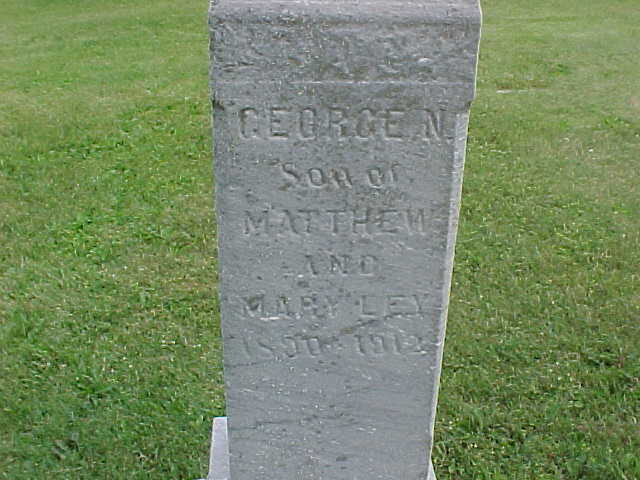 GEORGE N.
Son of
MATTHEW
AND
MARY LEY
1890 - 1912